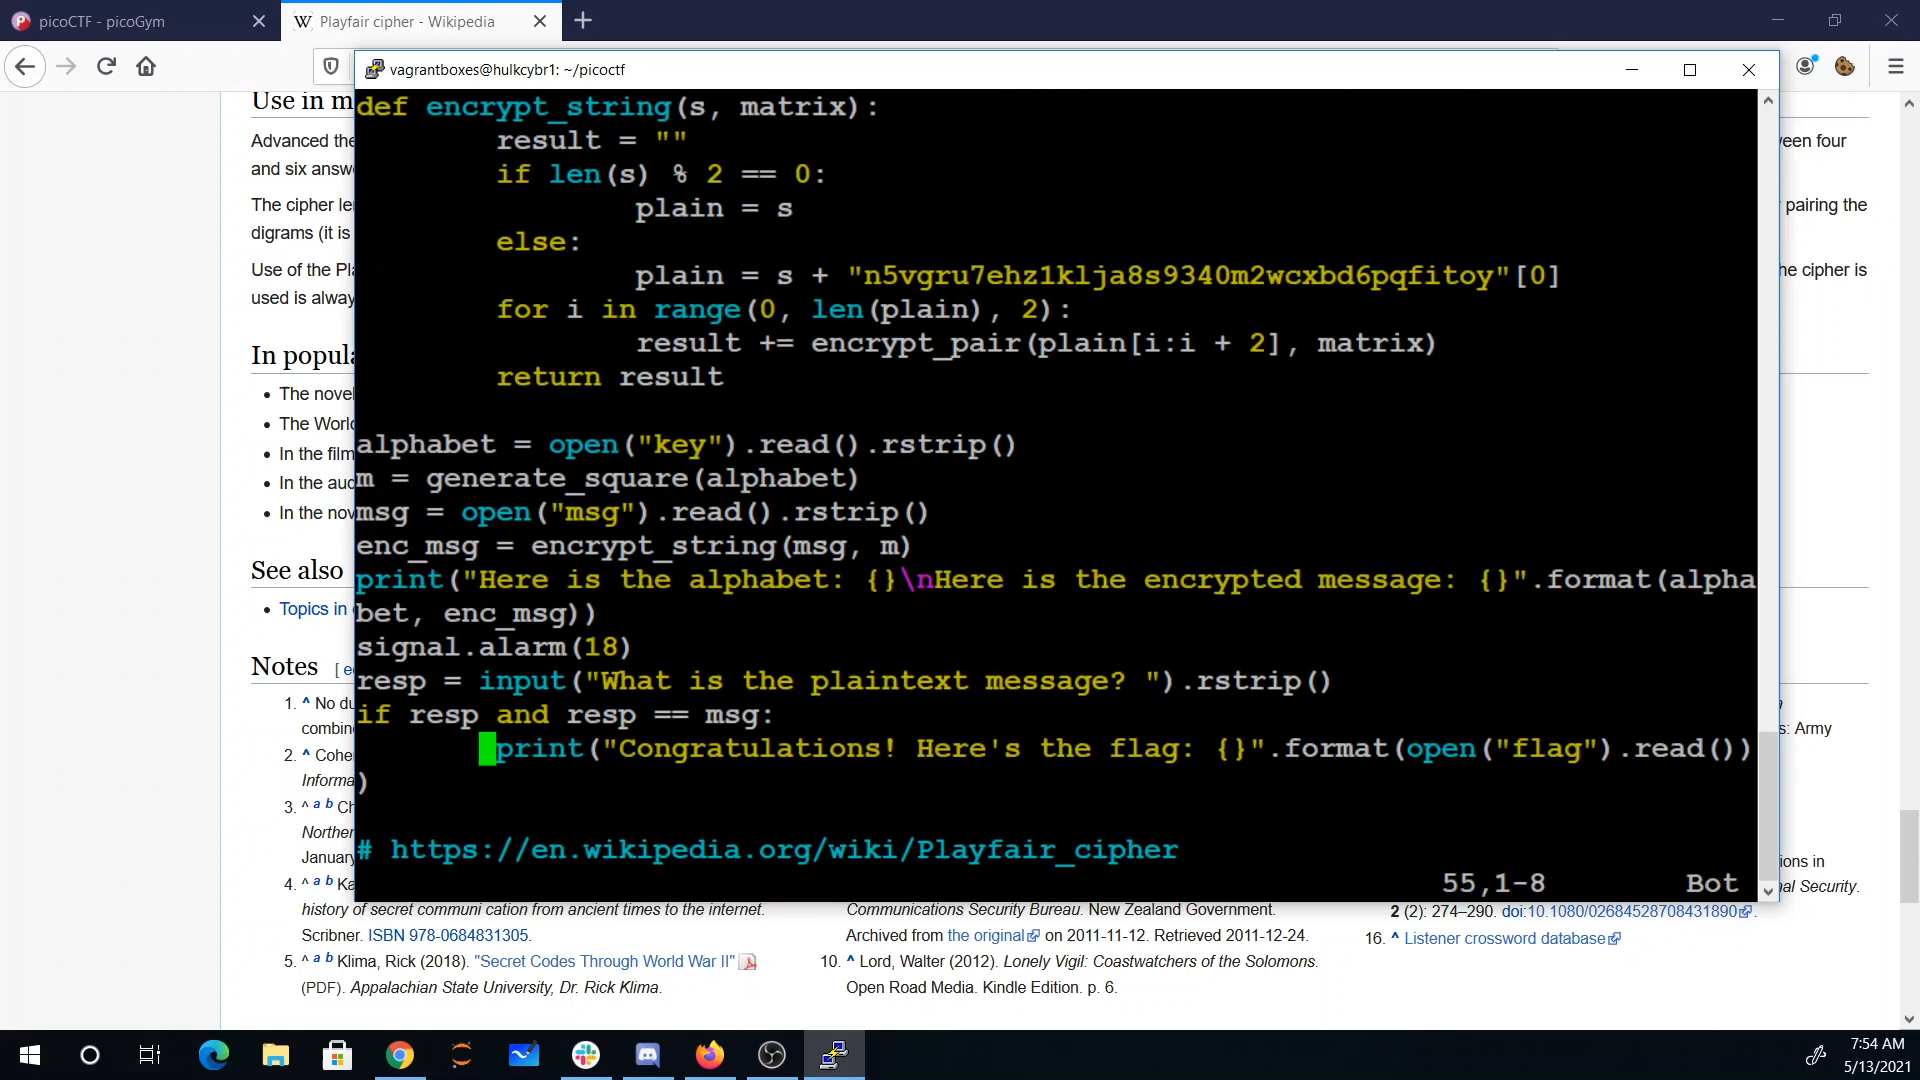 picoCTF - picoGym
Playfair cipher - Wikipedia
vagrantboxes@hulkcybr1: ~/picoctf
def encrypt_string(s, matrix):
result = ""
if len(s) % 2 == 0:
plain = s
else:
plain = s + "n5vgru7ehz1klja8s9340m2wcxbd6pqfitoy"[0]
for i in range(0, len(plain), 2):
result += encrypt_pair(plain[i:i + 2], matrix)
return result
alphabet = open("key").read().rstrip()
m = generate_square(alphabet)
msg = open("msg").read().rstrip()
enc_msg = encrypt_string(msg, m)
print("Here is the alphabet: {}\nHere is the encrypted message: {}".format(alpha
bet, enc_msg))
signal.alarm(18)
resp = input("What is the plaintext message? ").rstrip()
if resp and resp == msg:
print("Congratulations! Here's the flag: {}".format(open("flag").read())
)
# https://en.wikipedia.org/wiki/Playfair_cipher
55,1-8 Bot
Use in
Advanced
and six
een four
The cipher
pairing the
digrams (it is
Use of the
he cipher is
used is
In
The
The
In the film
In the
In the
See also
Topics in
Notes [
1. ^ No
s: Army
2. ^
3. ^ a b
January
ions in
4. ^ a b
al Security.
history of secret communi cation from ancient times to the internet.
Scribner. ISBN 978-0684831305.
5. ^ a b Klima, Rick (2018). "Secret Codes Through World War II"
(PDF). Appalachian State University, Dr. Rick Klima.
Communications Security Bureau. New Zealand Government.
Archived from the original on 2011-11-12. Retrieved 2011-12-24.
10. ^ Lord, Walter (2012). Lonely Vigil: Coastwatchers of the Solomons.
Open Road Media. Kindle Edition. p. 6.
2 (2): 274–290. doi:10.1080/02684528708431890.
16. ^ Listener crossword database
7:54 AM
5/13/2021